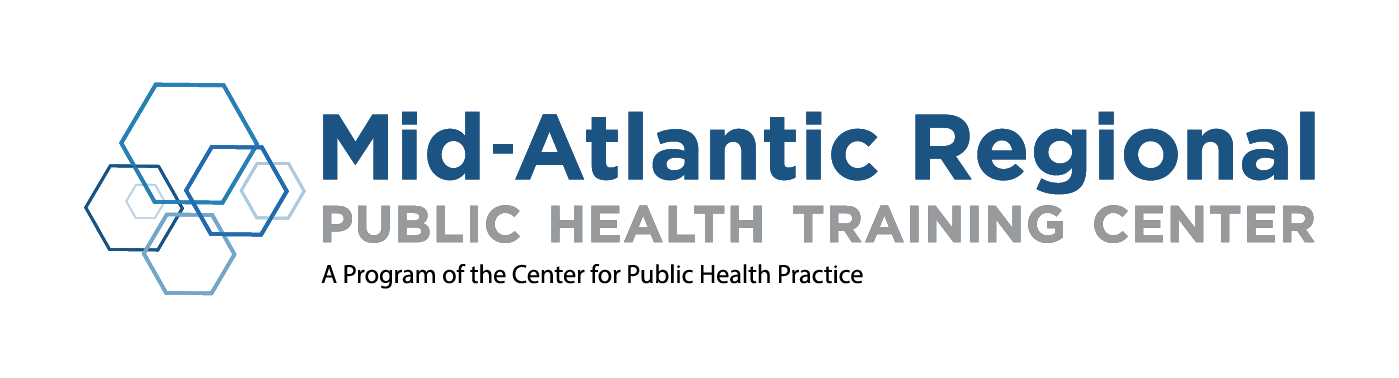 Mid-Atlantic Regional
PUBLIC HEALTH TRAINING CENTER
A Program of the Center for Public Health Practice